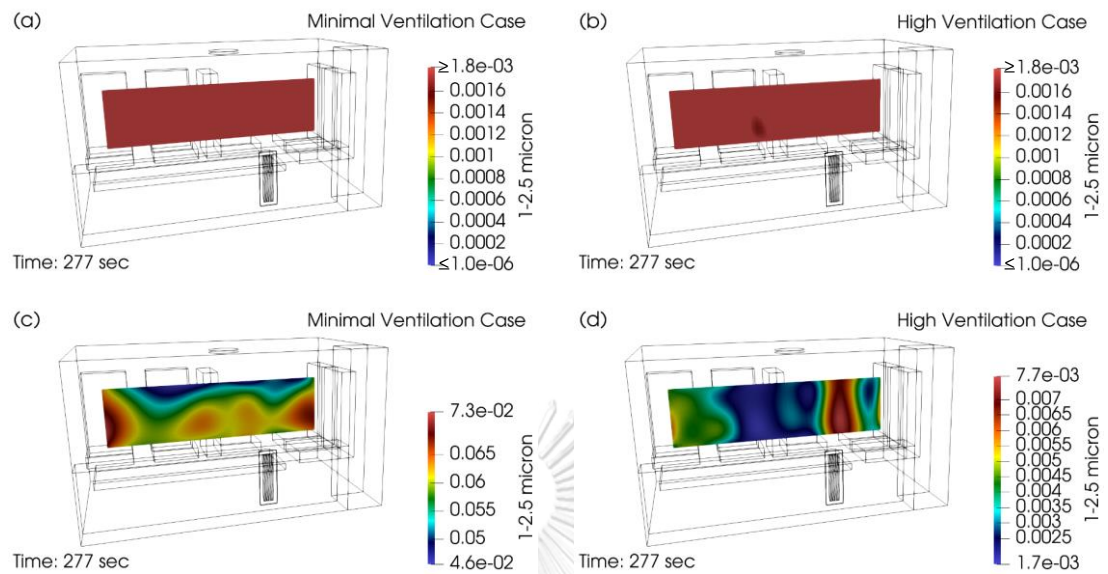 (a)
Minimal Ventilation Case
≥1.8e-03
0.0016
0.0014
0.0012
0.001
0.0008
0.0006
0.0004
0.0002
≤1.0e-06
1-2.5 micron
Time: 277 sec
(b)
High Ventilation Case
≥1.8e-03
0.0016
0.0014
0.0012
0.001
0.0008
0.0006
0.0004
0.0002
≤1.0e-06
1-2.5 micron
Time: 277 sec
(c)
Minimal Ventilation Case
7.3e-02
0.065
0.06
0.055
0.05
4.6e-02
1-2.5 micron
Time: 277 sec
(d)
High Ventilation Case
7.7e-03
0.007
0.0065
0.006
0.0055
0.005
0.0045
0.004
0.0035
0.003
0.0025
1.7e-03
1-2.5 micron
Time: 277 sec